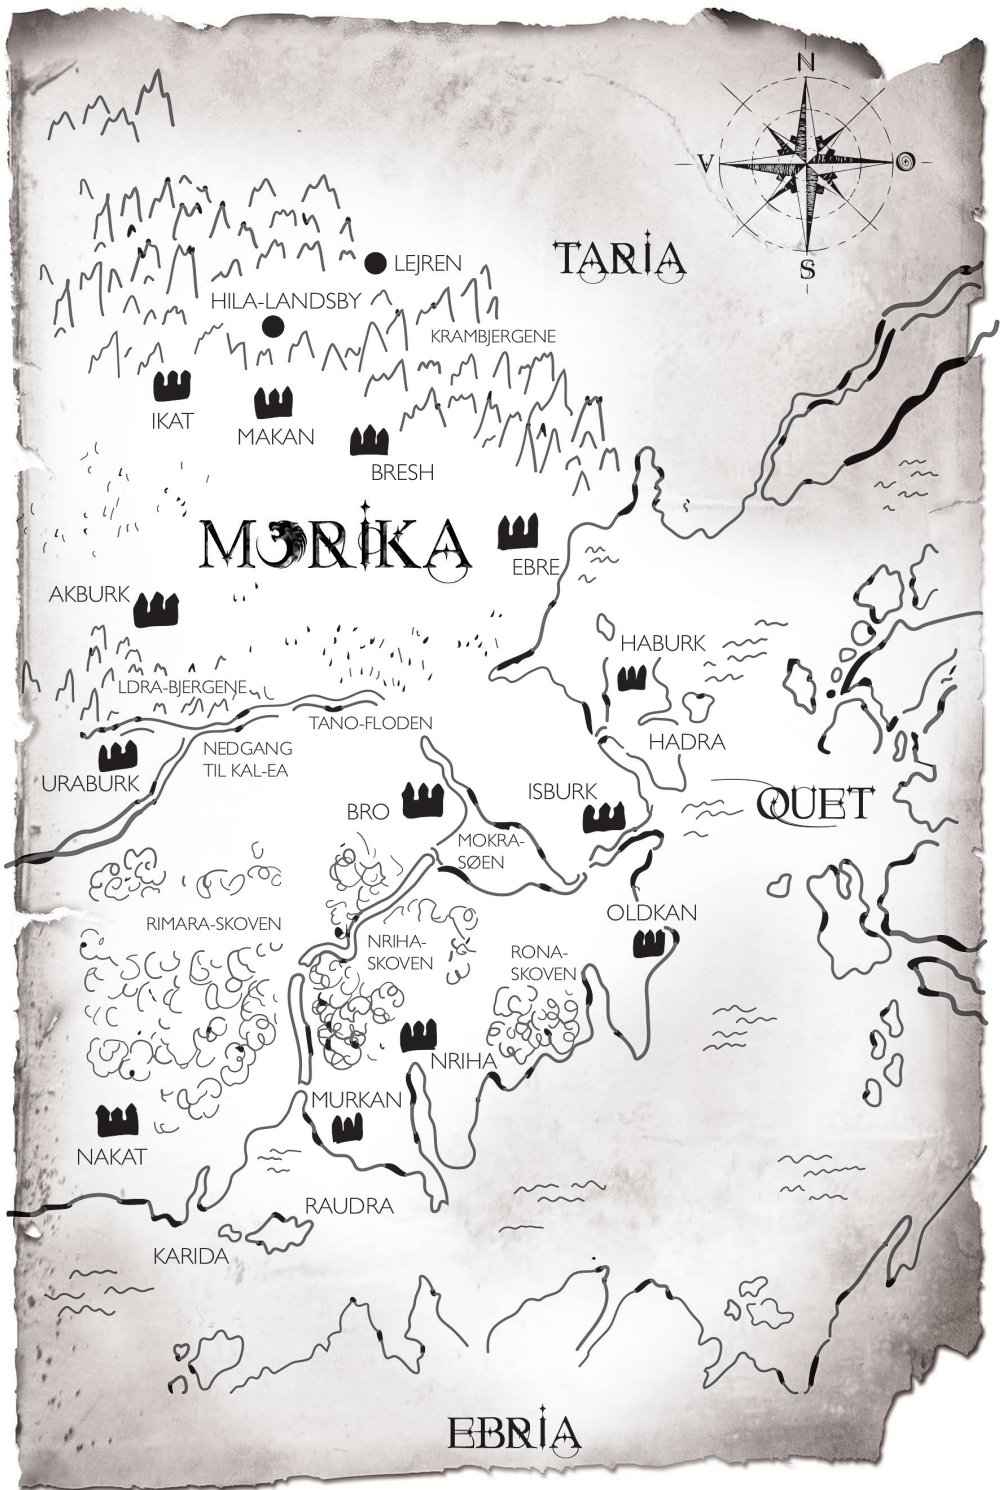 N
V
O
S
TARIA
LEJREN
HILA-LANDSBY
KRAMBJERGENE
IKAT
MAKAN
BRESH
MORIKA
EBRE
AKBURK
HABURK
LDRA-BJERGENE
TANO-FLODEN
HADRA
NEDGANG
TIL KAL-EA
URABURK
ISBURK
QUET
BRO
MOKRA-
SØEN
OLDKAN
RIMARA-SKOVEN
NRIHA-
SKOVEN
RONA-
SKOVEN
NRIHA
MURKAN
NAKAT
RAUDRA
KARIDA
EBRIA